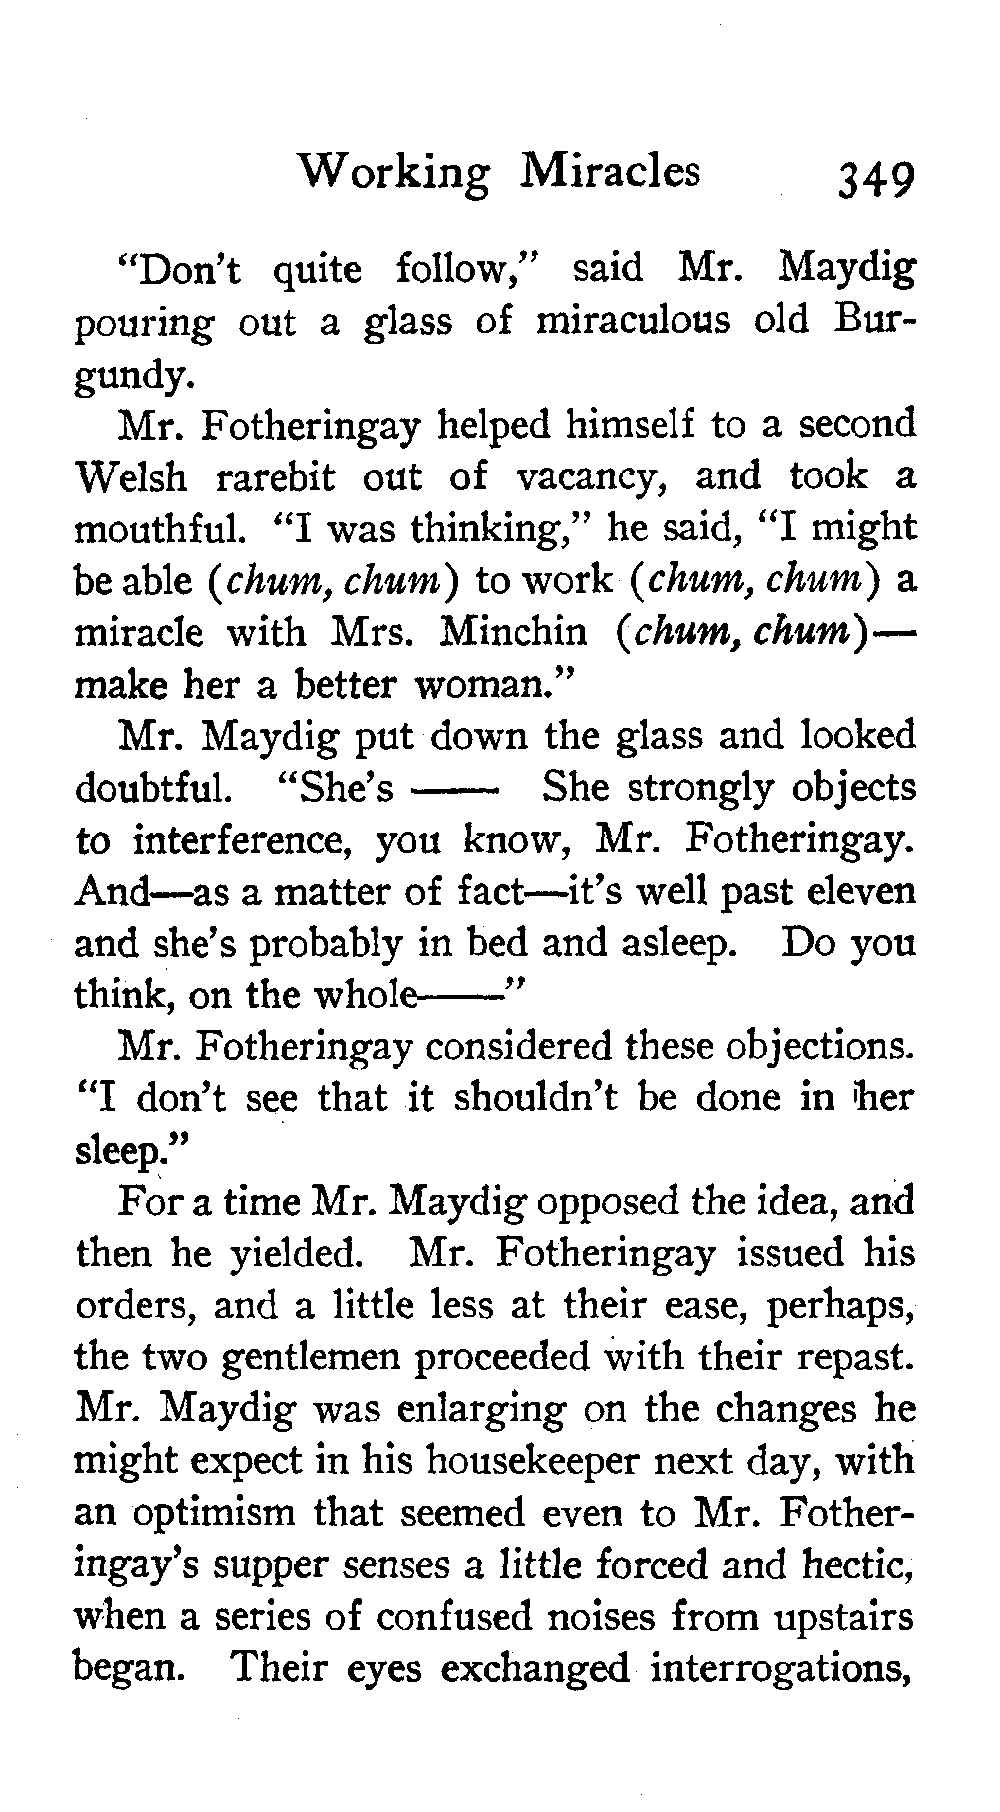 Working Miracles 349
“Don’t quite follow,” said Mr. Maydig
pouring out a glass of miraculous old Bur-
gundy.
Mr. Fotheringay helped himself to a second
Welsh rarebit out of vacancy, and took a
mouthful. “I was thinking,” he said, “I might
be able (chum, chum) to work (chum, chum) a
miracle with Mrs. Minchin (chum, chum)—
make her a better woman.”
Mr. Maydig put down the glass and looked
doubtful. “She’s —— She strongly objects
to interference, you know, Mr. Fotheringay.
And—as a matter of fact—it’s well past eleven
and she’s probably in bed and asleep. Do you
think, on the whole——”
Mr. Fotheringay considered these objections.
“I don’t see that it shouldn’t be done in her
sleep.”
For a time Mr. Maydig opposed the idea, and
then he yielded. Mr. Fotheringay issued his
orders, and a little less at their ease, perhaps,
the two gentlemen proceeded with their repast.
Mr. Maydig was enlarging on the changes he
might expect in his housekeeper next day, with
an optimism that seemed even to Mr. Fother-
ingay’s supper senses a little forced and hectic,
when a series of confused noises from upstairs
began. Their eyes exchanged interrogations,